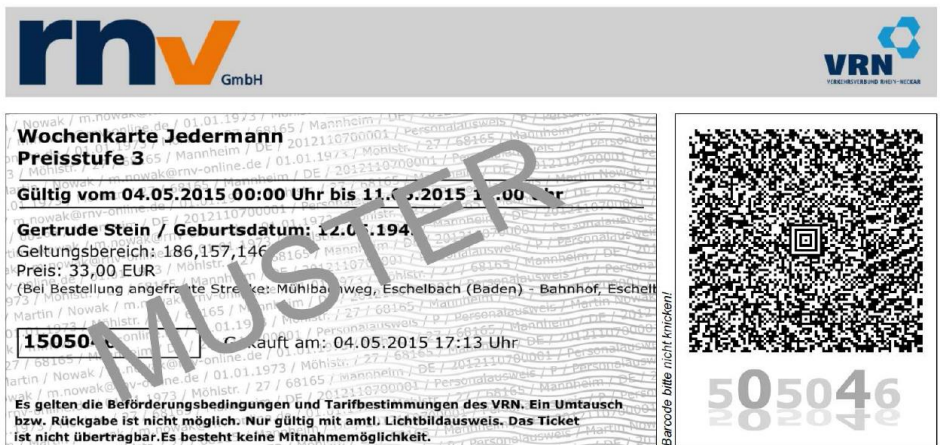 rnv GmbH
VRN
VERKEHRSVERBUND RHEIN-NECKAR
Wochenkarte Jedermann
Preisstufe 3
Gültig vom 04.05.2015 00:00 Uhr bis
Gertrude Stein / Geburtsdatum:
Geltungsbereich: 186,157,146
Preis: 33,00 EUR
(Bei Bestellung angefragte Strecke: Mühlbachweg, Eschelbach (Baden) - Bahnhof,
Gekauft am: 04.05.2015 17:13 Uhr
Es gelten die Beförderungsbedingungen und Tarifbestimmungen des VRN. Ein Umtausch
bzw. Rückgabe ist nicht möglich. Nur gültig mit amtl. Lichtbildausweis. Das Ticket
ist nicht übertragbar.Es besteht keine Mitnahmemöglichkeit.
MUSTER
Barcode bitte nicht knicken!
505046